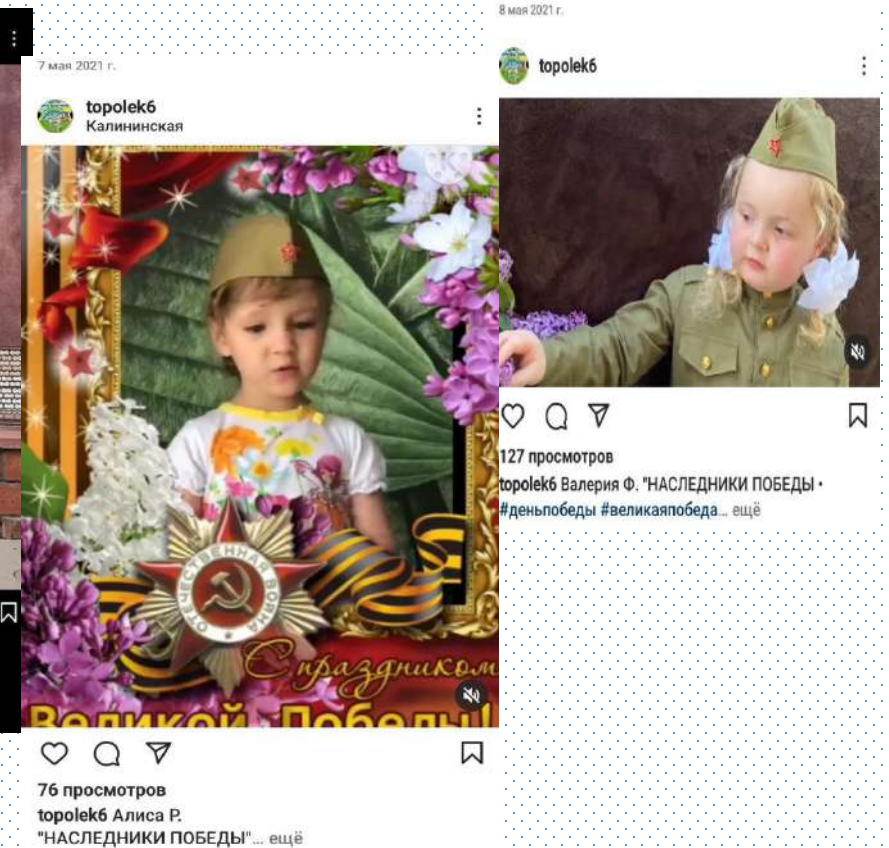 7 мая 2021 г.
topolek6
Калининская
ОТЕЧЕСТВЕННАЯ ВОЙНА
С праздником
Великой Победы!
76 просмотров
topolek6 Алиса Р.
"НАСЛЕДНИКИ ПОБЕДЫ"... ещё
8 мая 2021 г.
topolek6
127 просмотров
topolek6 Валерия Ф. "НАСЛЕДНИКИ ПОБЕДЫ •
#деньпобеды #великаяпобеда... ещё